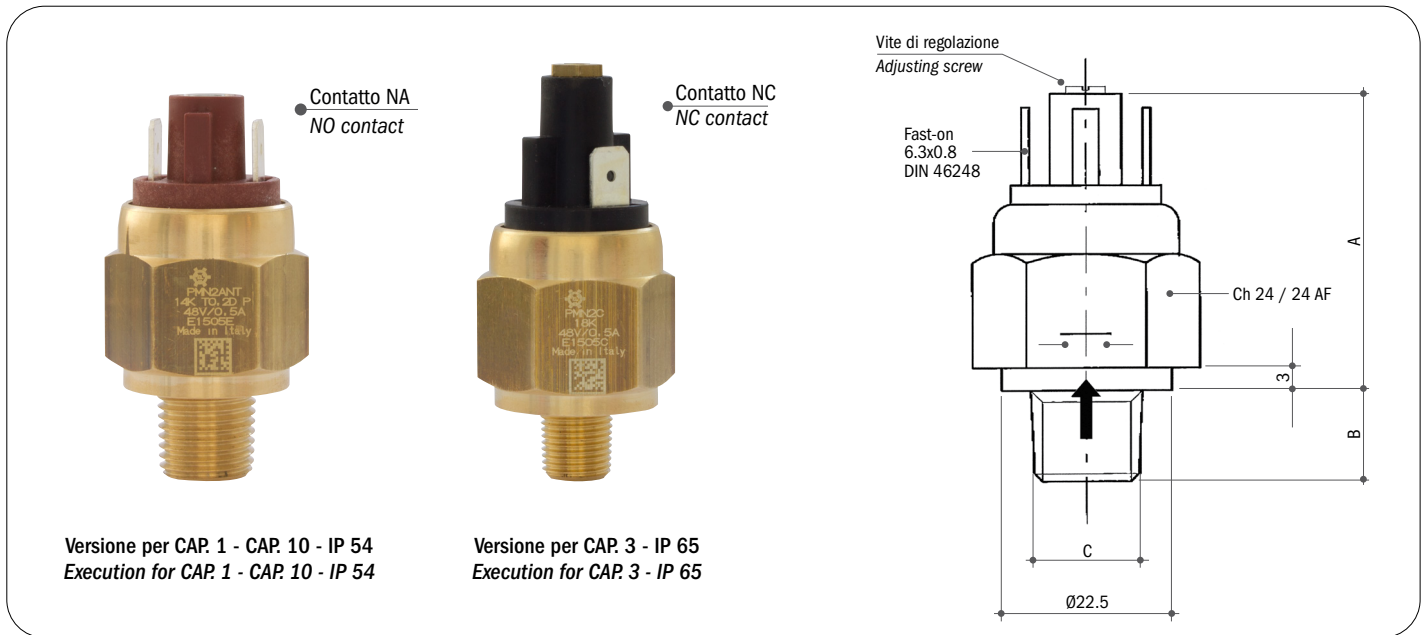 Contatto NA
NO contact
PMN2ANT
14K T0.2D P
48V/0.5A
E1505E
Made in Italy
Versione per CAP. 1 - CAP. 10 - IP 54
Execution for CAP. 1 - CAP. 10 - IP 54
Contatto NC
NC contact
PMN2C
18K
48V/0.5A
E1505C
Made in Italy
Versione per CAP. 3 - IP 65
Execution for CAP. 3 - IP 65
Vite di regolazione
Adjusting screw
Fast-on
6.3x0.8
DIN 46248
A
Ch 24 / 24 AF
3
B
C
Ø22.5